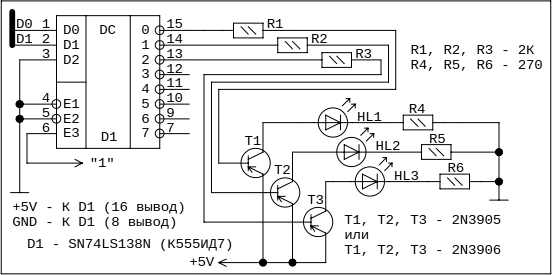 D0 1 D0 DC 0 15 R1
D1 2 D1 1 14 R2
3 D2 2 13 R3
3 12
4 11
4 E1 5 10
5 E2 6 9
6 E3 7 7
D1
"1"
R1, R2, R3 - 2К
R4, R5, R6 - 270
HL1 R4
HL2 R5
HL3 R6
T1
T2
T3
+5V - К D1 (16 вывод)
GND - К D1 (8 вывод)
D1 - SN74LS138N (К555ИД7)
+5V
T1, T2, T3 - 2N3905
или
T1, T2, T3 - 2N3906